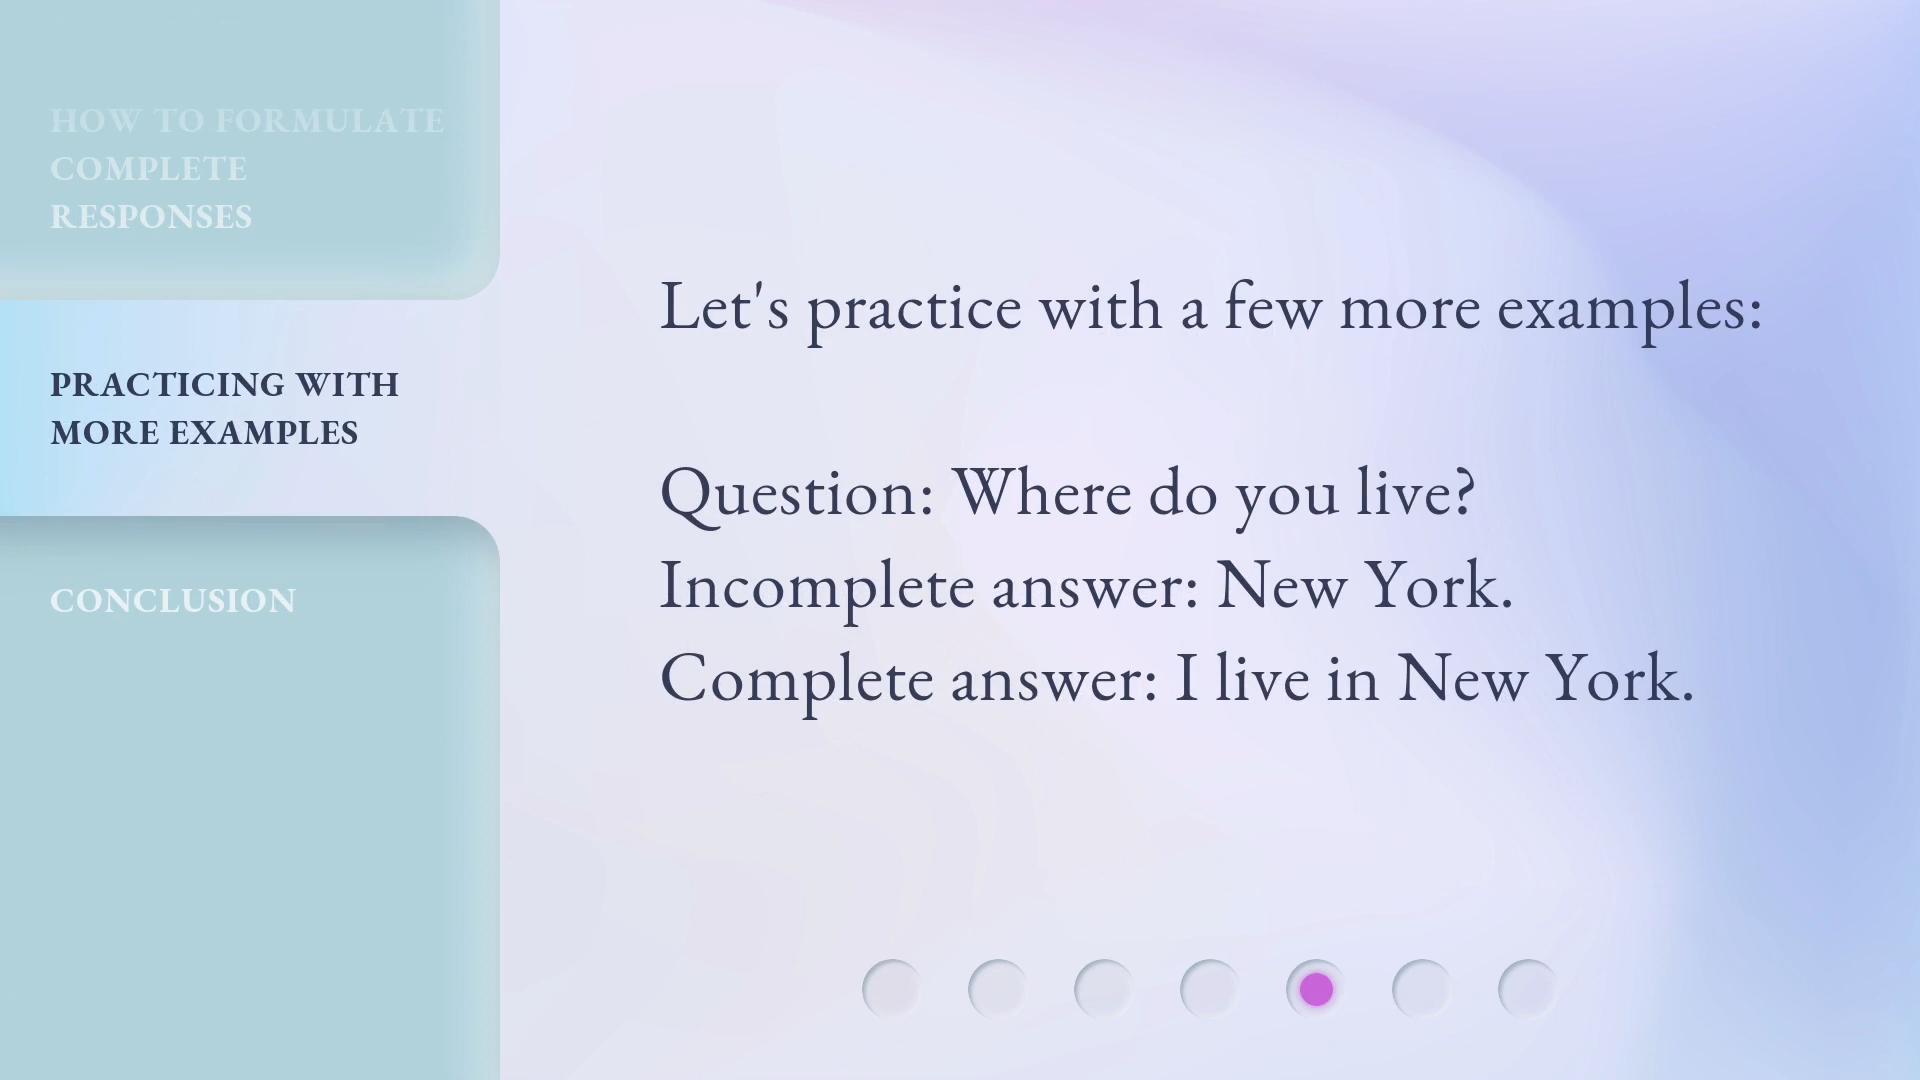 HOW TO FORMULATE
COMPLETE
RESPONSES
PRACTICING WITH
MORE EXAMPLES
CONCLUSION
Let's practice with a few more examples:
Question: Where do you live?
Incomplete answer: New York.
Complete answer: I live in New York.